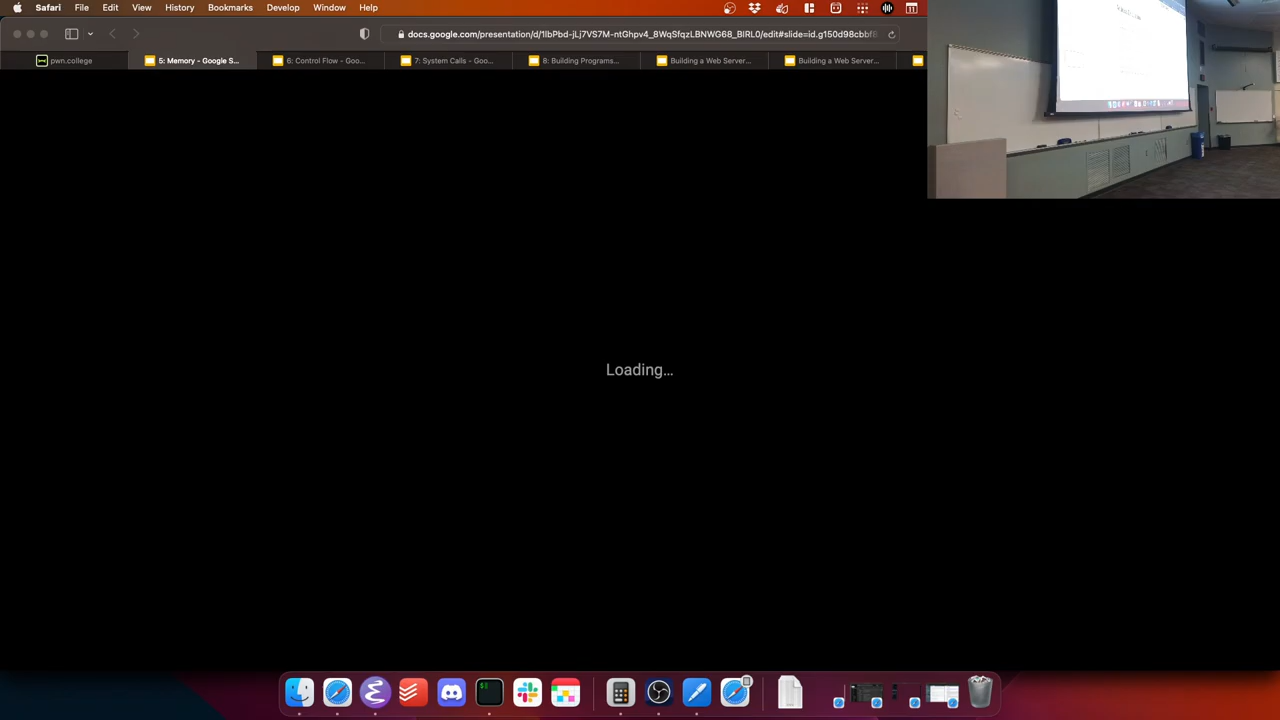 Safari File Edit View History Bookmarks Develop Window Help
docs.google.com/presentation/d/1lbPbd-jLj7VS7M-ntGhpv4_8WqSfqzLBNWG68_BIRL0/edit#slide=id.g150d98cbbf8
pwn.college
5: Memory - Google S...
6: Control Flow - Goo...
7: System Calls - Goo...
8: Building Programs...
Building a Web Server...
Building a Web Server...
Loading...